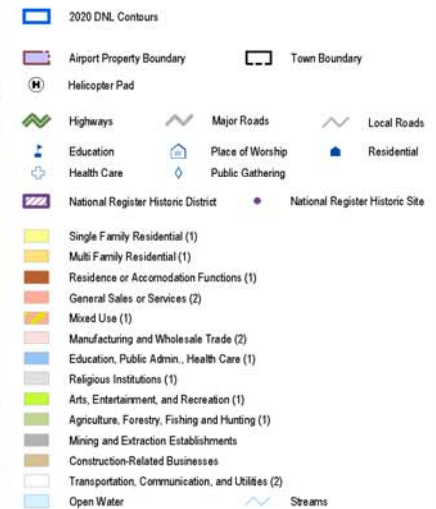 2020 DNL Contours
Airport Property Boundary Town Boundary
H Helicopter Pad
Highways Major Roads Local Roads
Education W Place of Worship Residential
Health Care Public Gathering
National Register Historic District National Register Historic Site
Single Family Residential (1)
Multi Family Residential (1)
Residence or Accomodation Functions (1)
General Sales or Services (2)
Mixed Use (1)
Manufacturing and Wholesale Trade (2)
Education, Public Admin., Health Care (1)
Religious Institutions (1)
Arts, Entertainment, and Recreation (1)
Agriculture, Forestry, Fishing and Hunting (1)
Mining and Extraction Establishments
Construction-Related Businesses
Transportation, Communication, and Utilities (2)
Open Water Streams